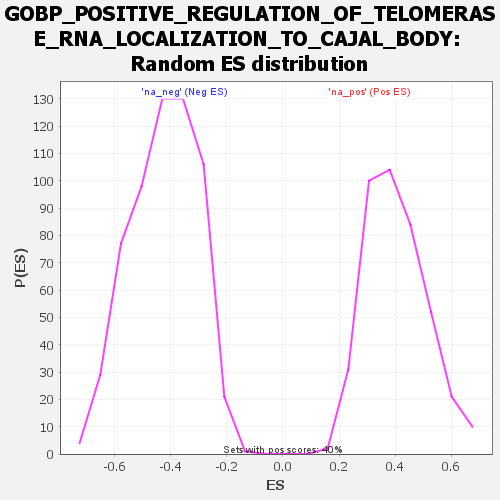 GOBP_POSITIVE_REGULATION_OF_TELOMERAS
E_RNA_LOCALIZATION_TO_CAJAL_BODY:
Random ES distribution
'na_neg' (Neg ES)
'na_pos' (Pos ES)
130
120
110
100
90
80
70
60
50
40
30
20
10
0
P(ES)
Sets with pos scores: 40%
-0.6 -0.4 -0.2 0.0 0.2 0.4 0.6
ES